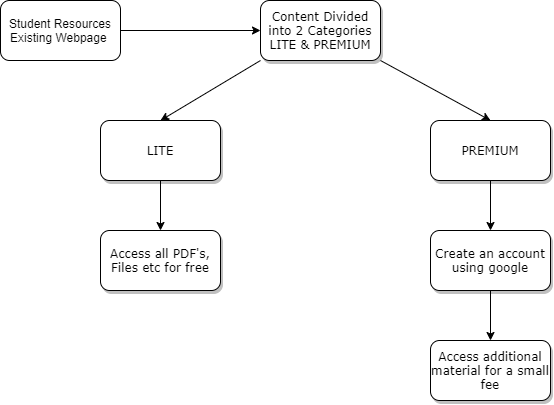 Student Resources
Existing Webpage
Content Divided
into 2 Categories
LITE & PREMIUM
LITE
PREMIUM
Access all PDF's,
Files etc for free
Create an account
using google
Access additional
material for a small
fee